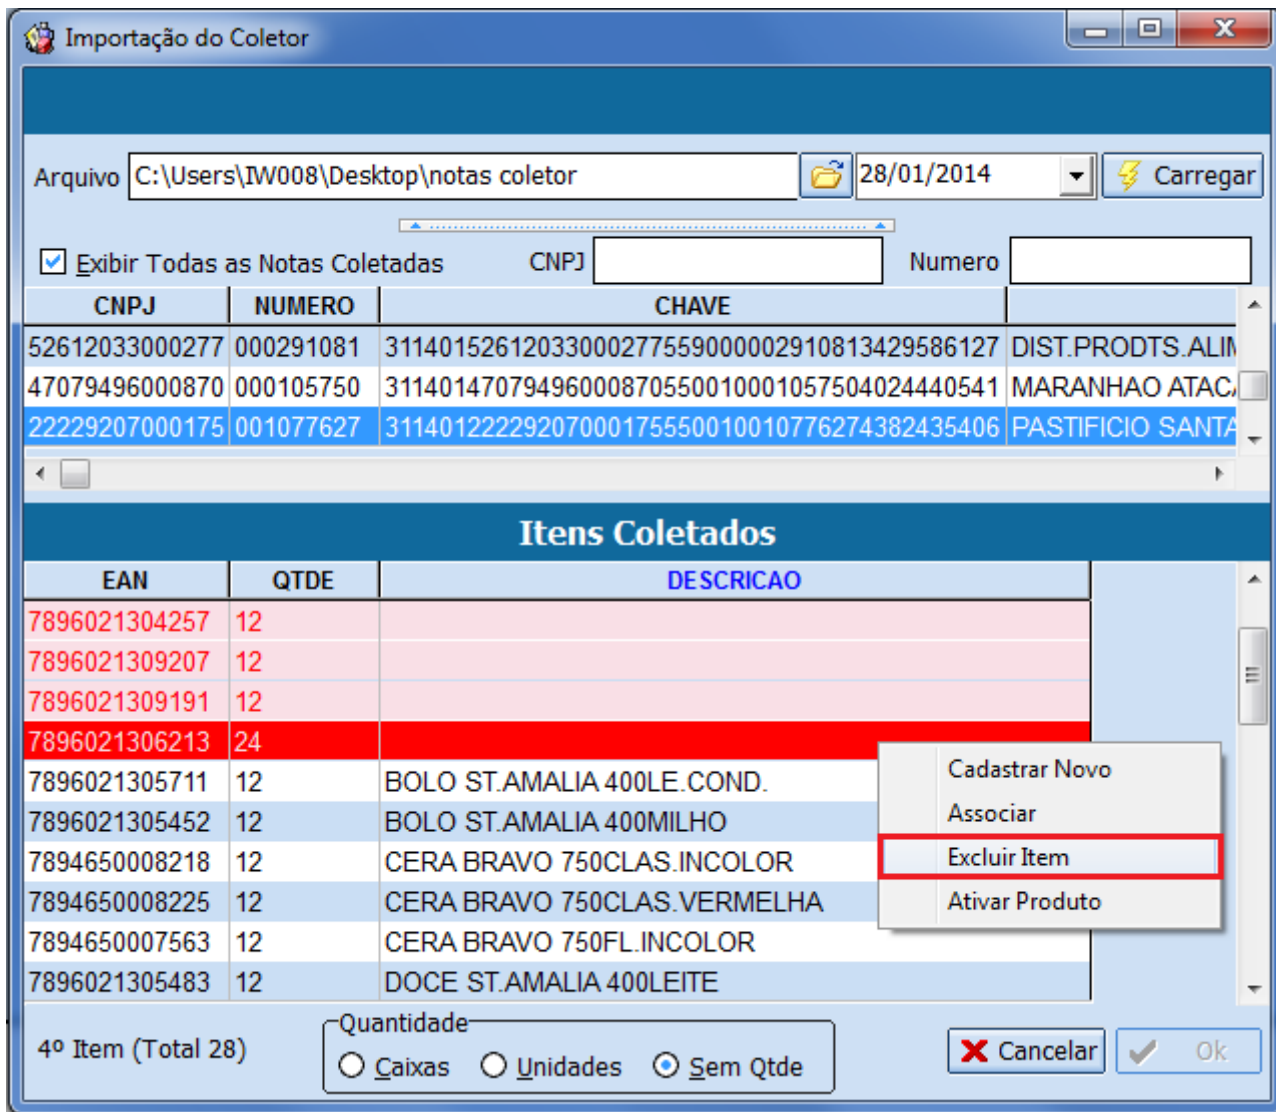 Importação do Coletor
Arquivo C:\Users\IW008\Desktop\notas coletor 28/01/2014 Carregar
Exibir Todas as Notas Coletadas CNPJ Numero
CNPJ NUMERO CHAVE
52612033000277 000291081 31140152612033000277559000002910813429586127 DIST.PRODTS.ALIM
47079496000870 000105750 31140147079496000870550010001057504024440541 MARANHAO ATACA
22229207000175 001077627 31140122229207000175550010010776274382435406 PASTIFICIO SANTA
Itens Coletados
EAN QTDE DESCRICAO
7896021304257 12
7896021309207 12
7896021309191 12
7896021306213 24
7896021305711 12 BOLO ST.AMALIA 400LE.COND.
7896021305452 12 BOLO ST.AMALIA 400MILHO
7894650008218 12 CERA BRAVO 750CLAS.INCOLOR
7894650008225 12 CERA BRAVO 750CLAS.VERMELHA
7894650007563 12 CERA BRAVO 750FL.INCOLOR
7896021305483 12 DOCE ST.AMALIA 400LEITE
Cadastrar Novo
Associar
Excluir Item
Ativar Produto
4º Item (Total 28)
Quantidade
Caixas Unidades Sem Qtde
Cancelar Ok